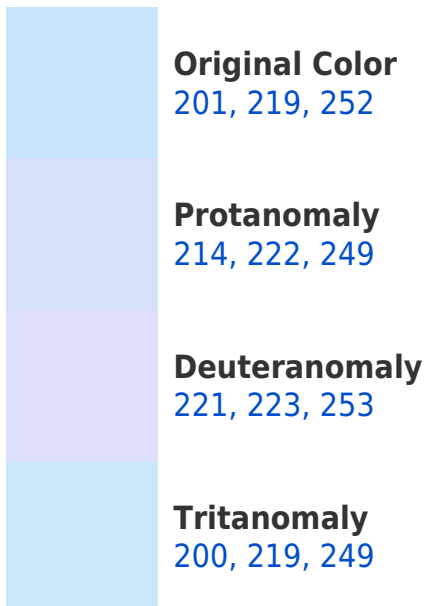 Original Color
201, 219, 252
Protanomaly
214, 222, 249
Deuteranomaly
221, 223, 253
Tritanomaly
200, 219, 249